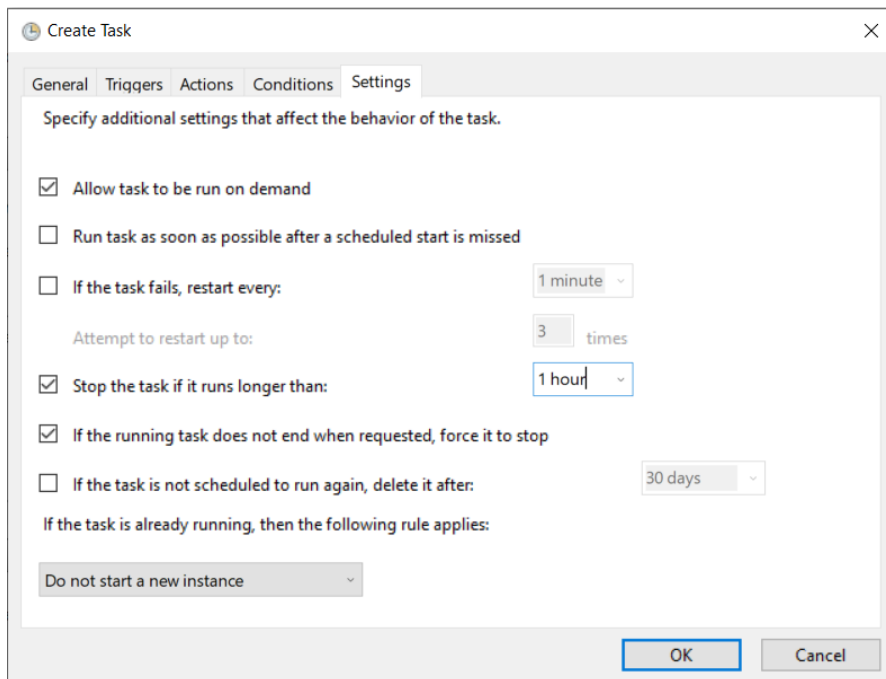 Create Task
General Triggers Actions Conditions Settings
Specify additional settings that affect the behavior of the task.
Allow task to be run on demand
Run task as soon as possible after a scheduled start is missed
If the task fails, restart every: 1 minute
Attempt to restart up to: 3 times
Stop the task if it runs longer than: 1 hour
If the running task does not end when requested, force it to stop
If the task is not scheduled to run again, delete it after: 30 days
If the task is already running, then the following rule applies:
Do not start a new instance
OK Cancel